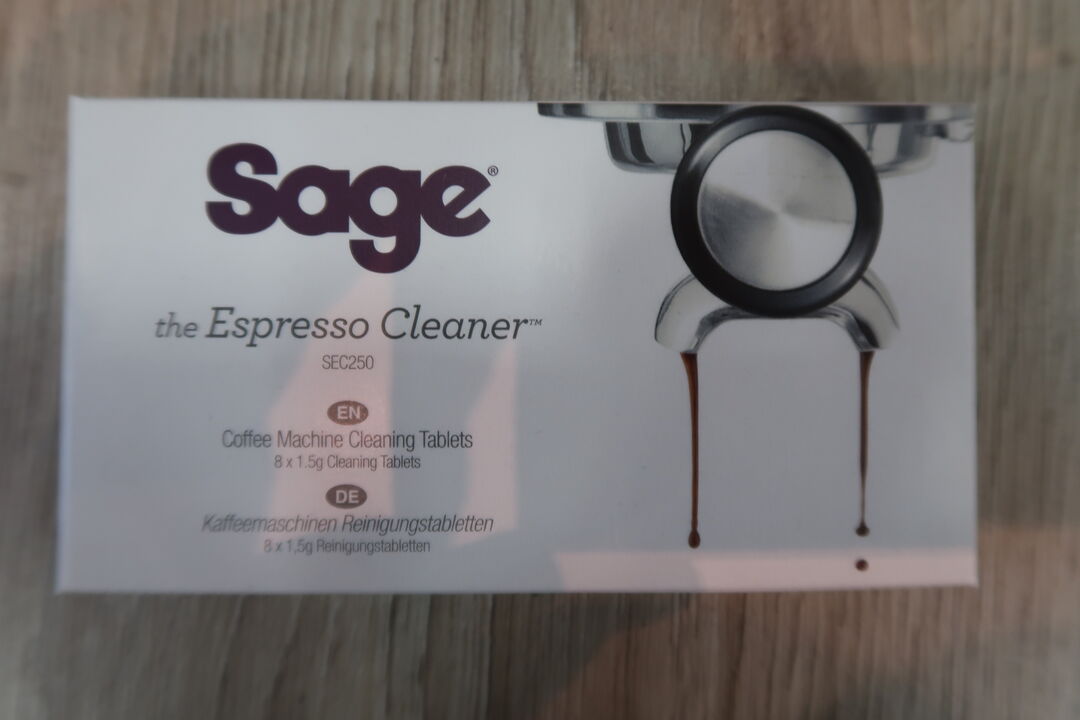 Sage®
the Espresso Cleaner™
SEC250
EN
Coffee Machine Cleaning Tablets
8 x 1.5g Cleaning Tablets
DE
Kaffeemaschinen Reinigungstabletten
8 x 1,5g Reinigungstabletten